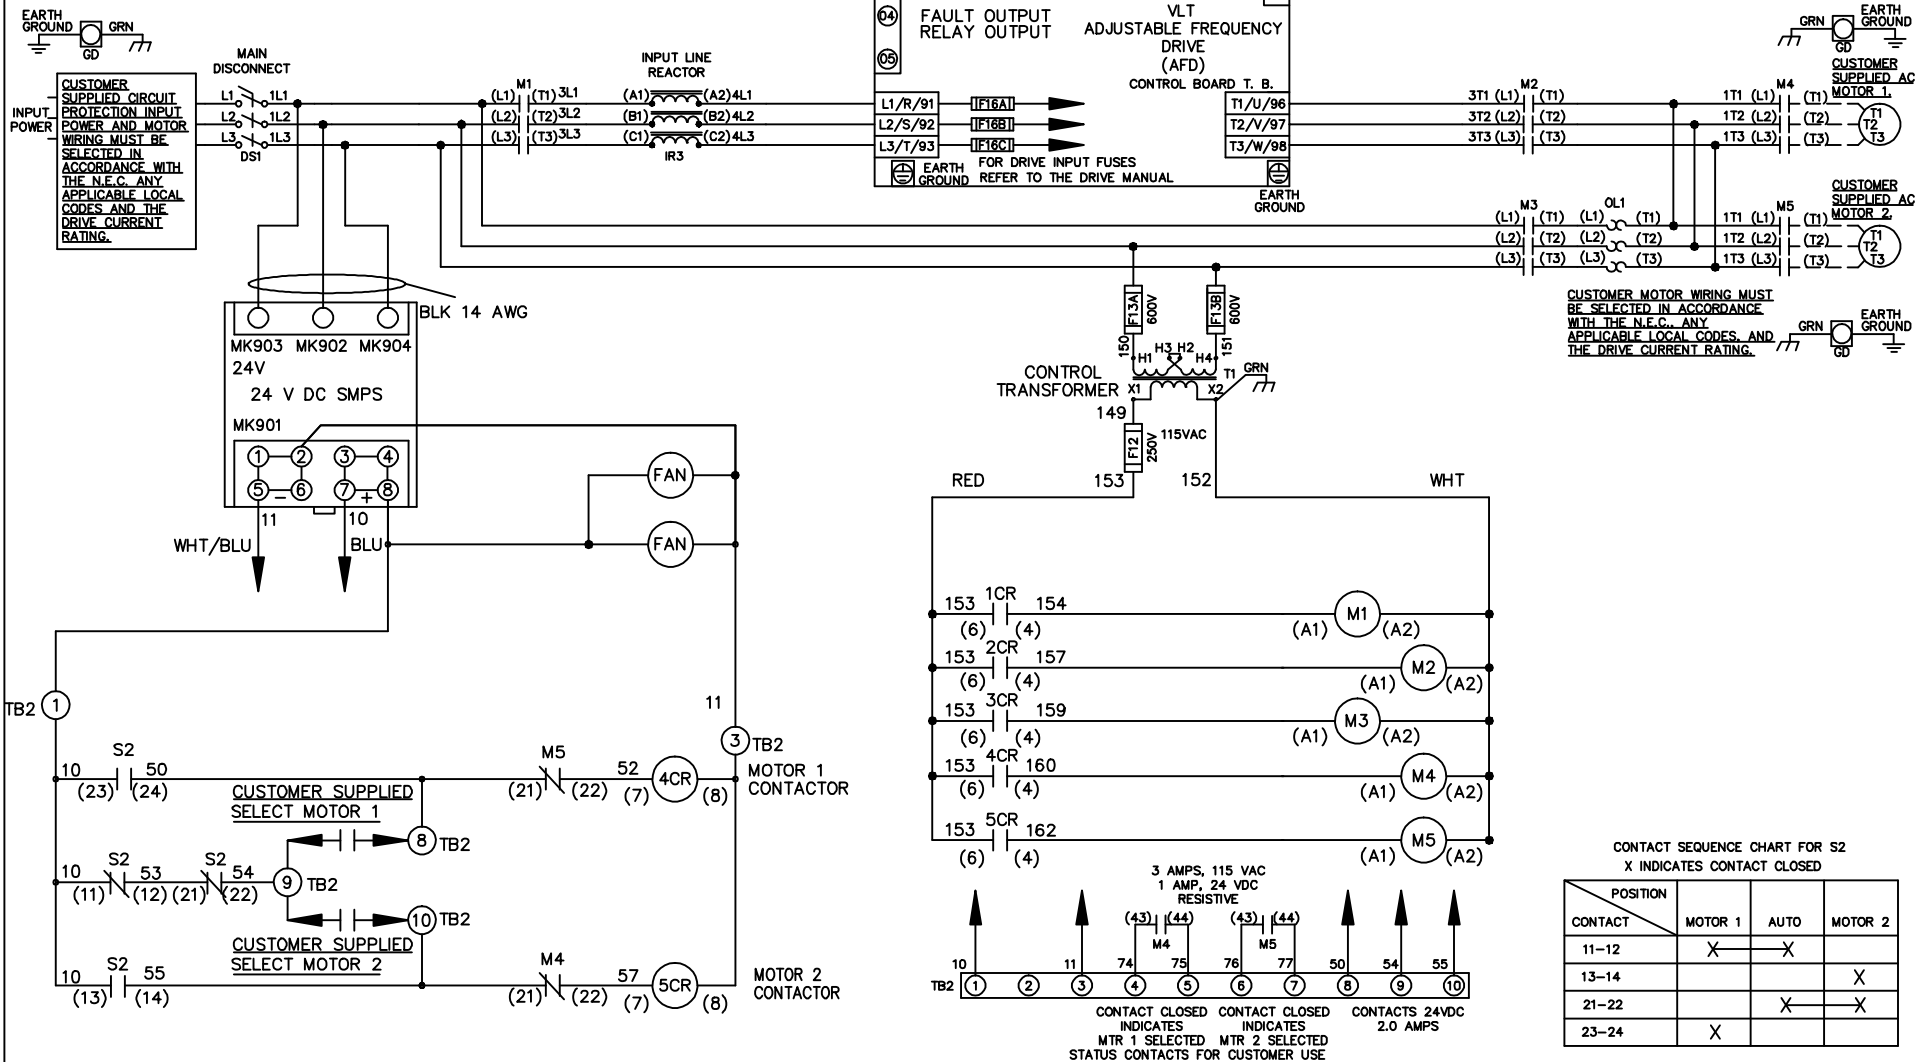 EARTH
GROUND
GRN
GD
MAIN
DISCONNECT
INPUT
POWER
CUSTOMER
SUPPLIED CIRCUIT
PROTECTION INPUT
POWER AND MOTOR
WIRING MUST BE
SELECTED IN
ACCORDANCE WITH
THE N.E.C. ANY
APPLICABLE LOCAL
CODES AND THE
DRIVE CURRENT
RATING.
L1 1L1
L2 1L2
L3 1L3
DS1
M1
(L1) (T1) 3L1
(L2) (T2) 3L2
(L3) (T3) 3L3
INPUT LINE
REACTOR
(A1) (A2) 4L1
(B1) (B2) 4L2
(C1) (C2) 4L3
IR3
04 FAULT OUTPUT
RELAY OUTPUT
05
VLT
ADJUSTABLE FREQUENCY
DRIVE
(AFD)
CONTROL BOARD T. B.
L1/R/91 F16A T1/U/96
L2/S/92 F16B T2/V/97
L3/T/93 F16C T3/W/98
EARTH
GROUND
FOR DRIVE INPUT FUSES
REFER TO THE DRIVE MANUAL
EARTH
GROUND
M2
3T1 (L1) (T1)
3T2 (L2) (T2)
3T3 (L3) (T3)
M4
1T1 (L1) (T1)
1T2 (L2) (T2)
1T3 (L3) (T3)
GRN
GD
EARTH
GROUND
CUSTOMER
SUPPLIED AC
MOTOR 1.
T1
T2
T3
M3 OL1
(L1) (T1) (L1) (T1)
(L2) (T2) (L2) (T2)
(L3) (T3) (L3) (T3)
M5
1T1 (L1) (T1)
1T2 (L2) (T2)
1T3 (L3) (T3)
CUSTOMER
SUPPLIED AC
MOTOR 2.
T1
T2
T3
CUSTOMER MOTOR WIRING MUST
BE SELECTED IN ACCORDANCE
WITH THE N.E.C., ANY
APPLICABLE LOCAL CODES, AND
THE DRIVE CURRENT RATING.
GRN
GD
EARTH
GROUND
BLK 14 AWG
MK903 MK902 MK904
24V
24 V DC SMPS
MK901
1 2 3 4
5 - 6 7 + 8
11 10
WHT/BLU BLU
FAN
FAN
F13A
600V
F13B
600V
150 151
H1 H3 H2 H4
CONTROL
TRANSFORMER
X1 X2
T1
GRN
149
F12
250V
115VAC
RED 153 152 WHT
1CR
153 154 M1
(6) (4) (A1) (A2)
2CR
153 157 M2
(6) (4) (A1) (A2)
3CR
153 159 M3
(6) (4) (A1) (A2)
4CR
153 160 M4
(6) (4) (A1) (A2)
5CR
153 162 M5
(6) (4) (A1) (A2)
TB2 1
11
3 TB2
S2
10 50
(23) (24)
M5
(21) (22)
52
(7) 4CR (8)
MOTOR 1
CONTACTOR
CUSTOMER SUPPLIED
SELECT MOTOR 1
8 TB2
S2 S2
10 53 54
(11) (12) (21) (22)
9 TB2
10 TB2
CUSTOMER SUPPLIED
SELECT MOTOR 2
S2
10 55
(13) (14)
M4
(21) (22)
57
(7) 5CR (8)
MOTOR 2
CONTACTOR
3 AMPS, 115 VAC
1 AMP, 24 VDC
RESISTIVE
(43) (44) (43) (44)
M4 M5
10 11 74 75 76 77 50 54 55
TB2 1 2 3 4 5 6 7 8 9 10
CONTACT CLOSED
INDICATES
MTR 1 SELECTED
CONTACT CLOSED
INDICATES
MTR 2 SELECTED
STATUS CONTACTS FOR CUSTOMER USE
CONTACTS 24VDC
2.0 AMPS
CONTACT SEQUENCE CHART FOR S2
X INDICATES CONTACT CLOSED
POSITION
CONTACT MOTOR 1 AUTO MOTOR 2
11-12 X X
13-14 X
21-22 X X
23-24 X